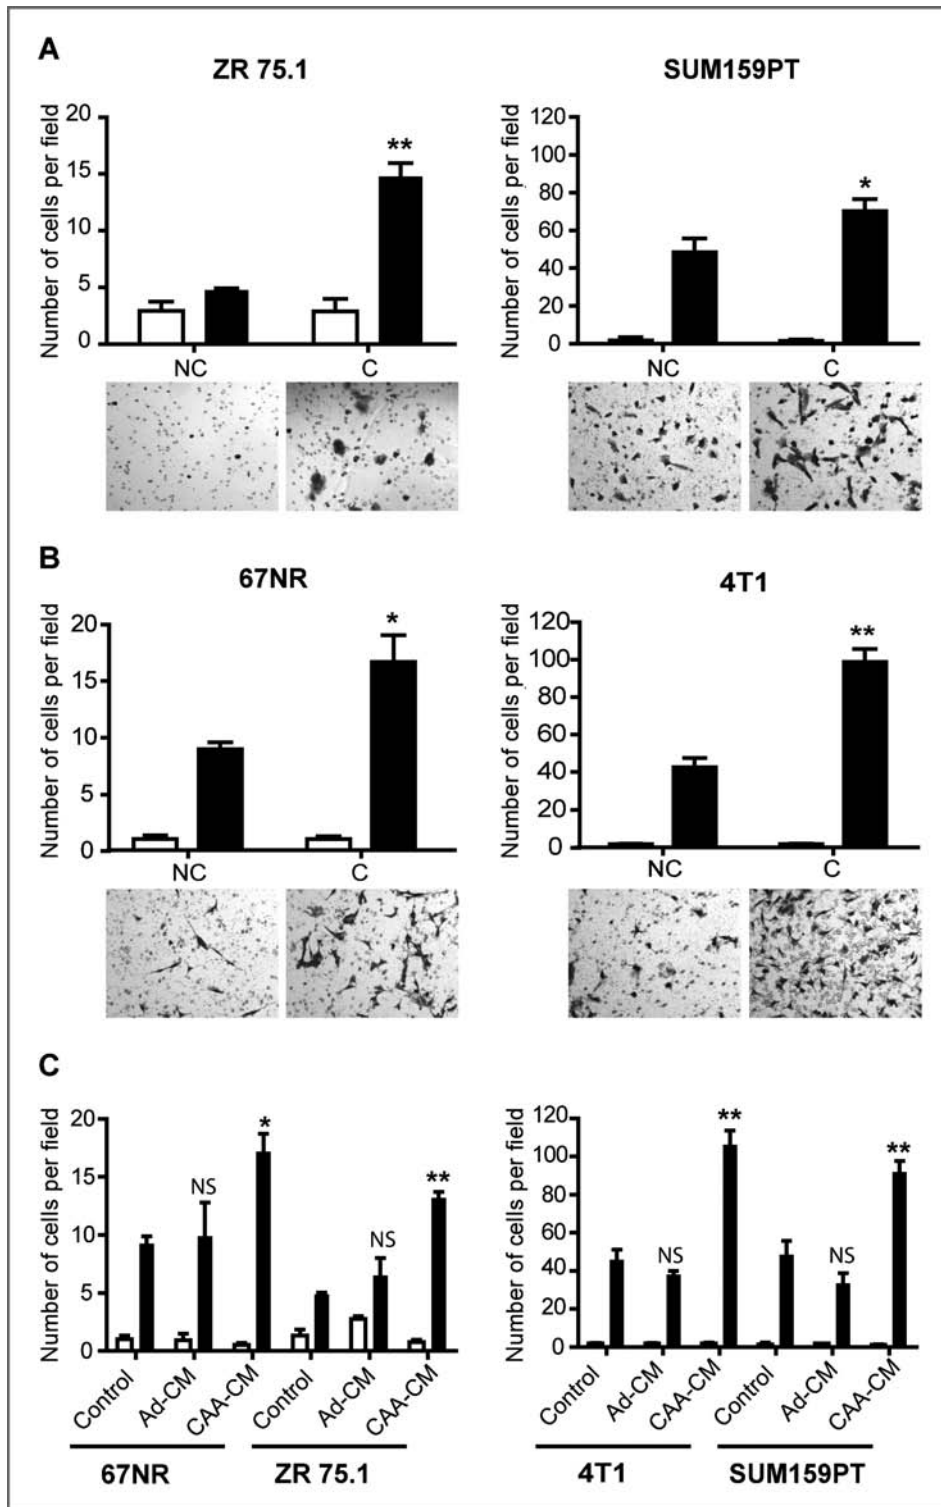 A
ZR 75.1
SUM159PT
Number of cells per field
20
15
10
5
0
**
NC
C
Number of cells per field
120
100
80
60
40
20
0
*
NC
C
B
67NR
4T1
Number of cells per field
20
15
10
5
0
*
NC
C
Number of cells per field
120
100
80
60
40
20
0
**
NC
C
C
Number of cells per field
20
15
10
5
0
NS
*
NS
**
Control
Ad-CM
CAA-CM
Control
Ad-CM
CAA-CM
67NR
ZR 75.1
Number of cells per field
120
100
80
60
40
20
0
NS
**
NS
**
Control
Ad-CM
CAA-CM
Control
Ad-CM
CAA-CM
4T1
SUM159PT